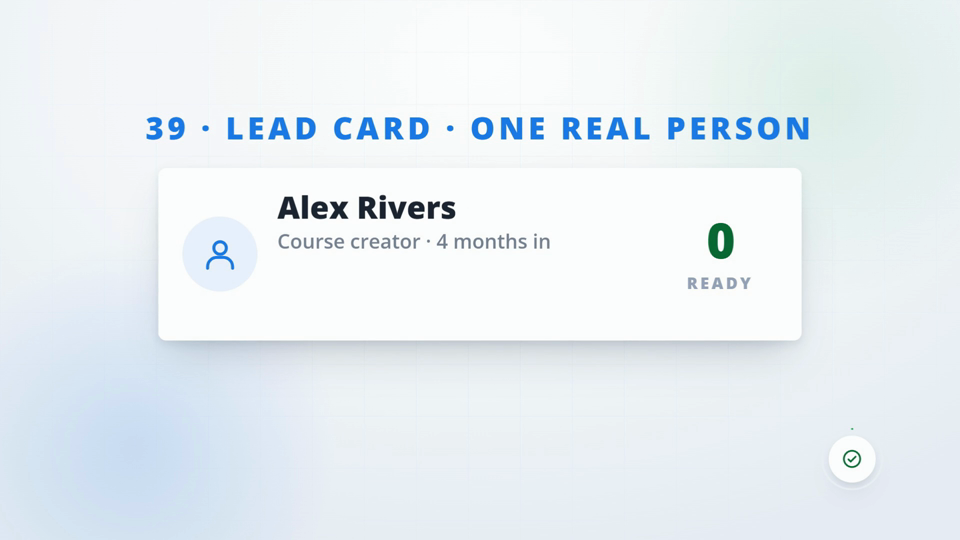 39 · LEAD CARD · ONE REAL PERSON
Alex Rivers
Course creator · 4 months in
0
READY